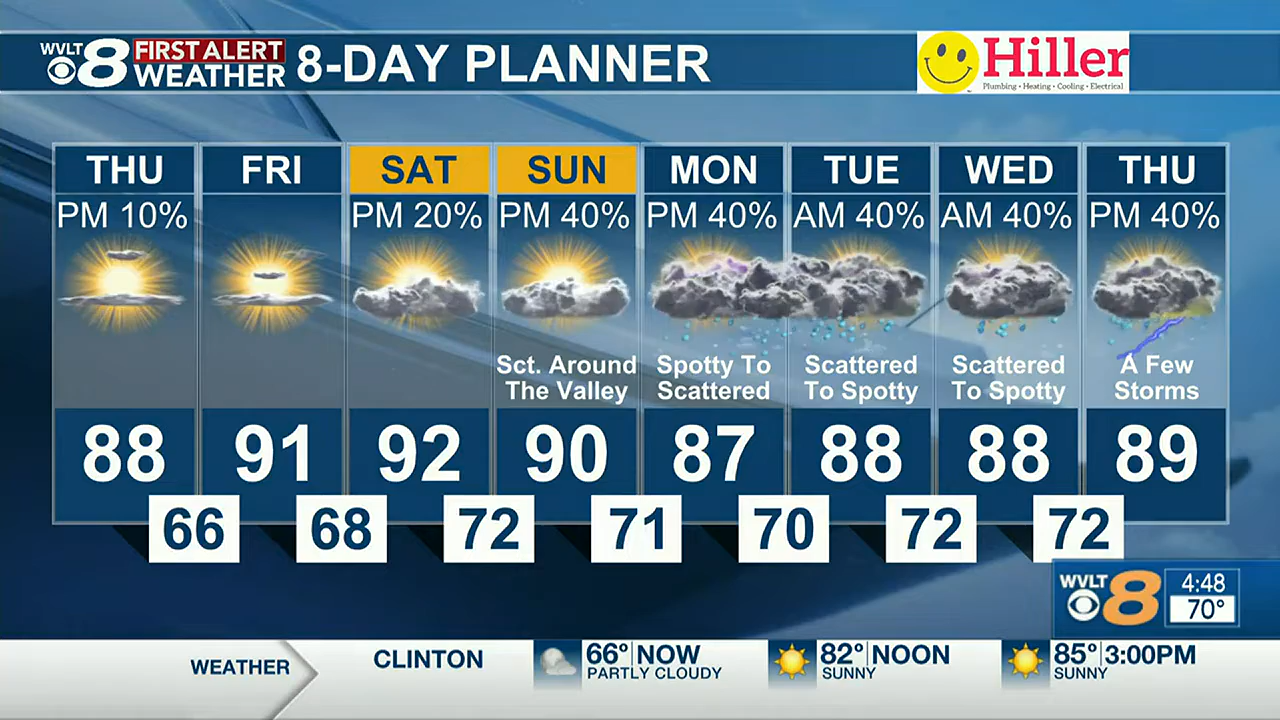 WVLT 8 FIRST ALERT WEATHER 8-DAY PLANNER
Hiller
Plumbing • Heating • Cooling • Electrical
THU FRI SAT SUN MON TUE WED THU
PM 10% PM 20% PM 40% PM 40% AM 40% AM 40% PM 40%
Sct. Around Spotty To Scattered Scattered A Few
The Valley Scattered To Spotty To Spotty Storms
88 91 92 90 87 88 88 89
66 68 72 71 70 72 72
WVLT 8 4:48
70°
WEATHER CLINTON 66° NOW 82° NOON 85° 3:00PM
PARTLY CLOUDY SUNNY SUNNY